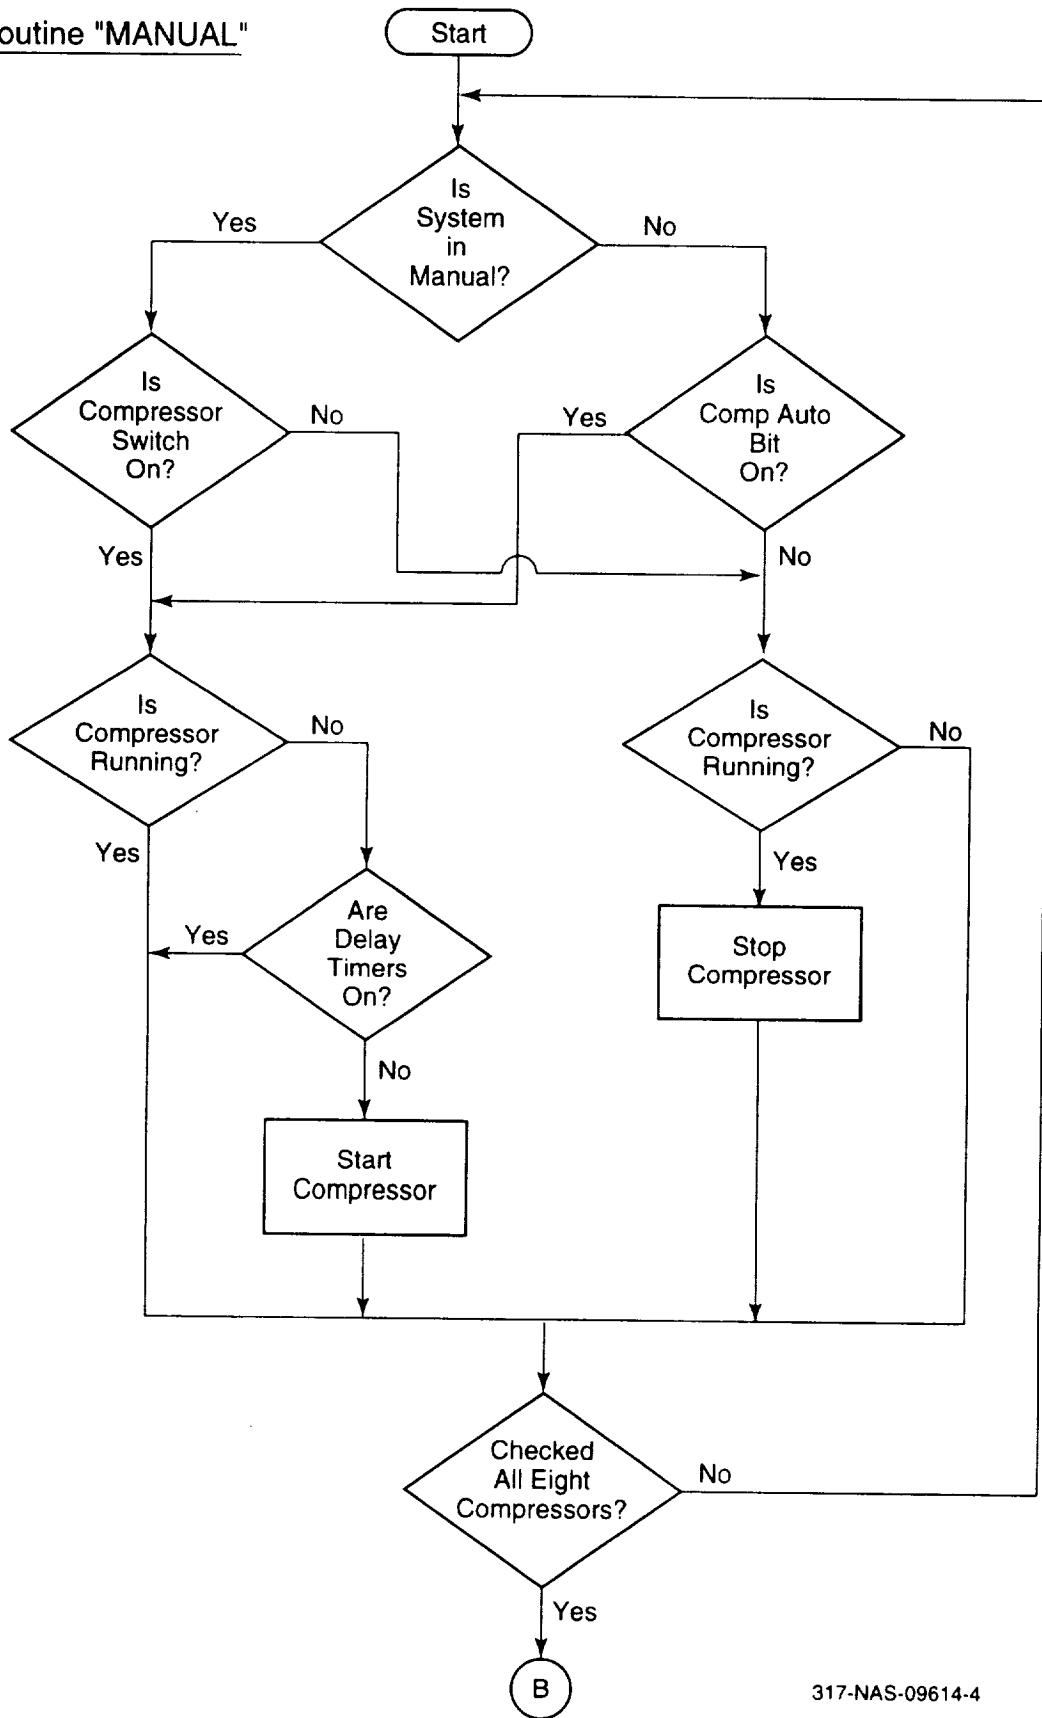 outine "MANUAL"
Start
Is
System
in
Manual?
Yes
No
Is
Compressor
Switch
On?
No
Yes
Is
Comp Auto
Bit
On?
Yes
No
Is
Compressor
Running?
No
Yes
Is
Compressor
Running?
No
Yes
Are
Delay
Timers
On?
Yes
No
Stop
Compressor
Start
Compressor
Checked
All Eight
Compressors?
No
Yes
B
317-NAS-09614-4